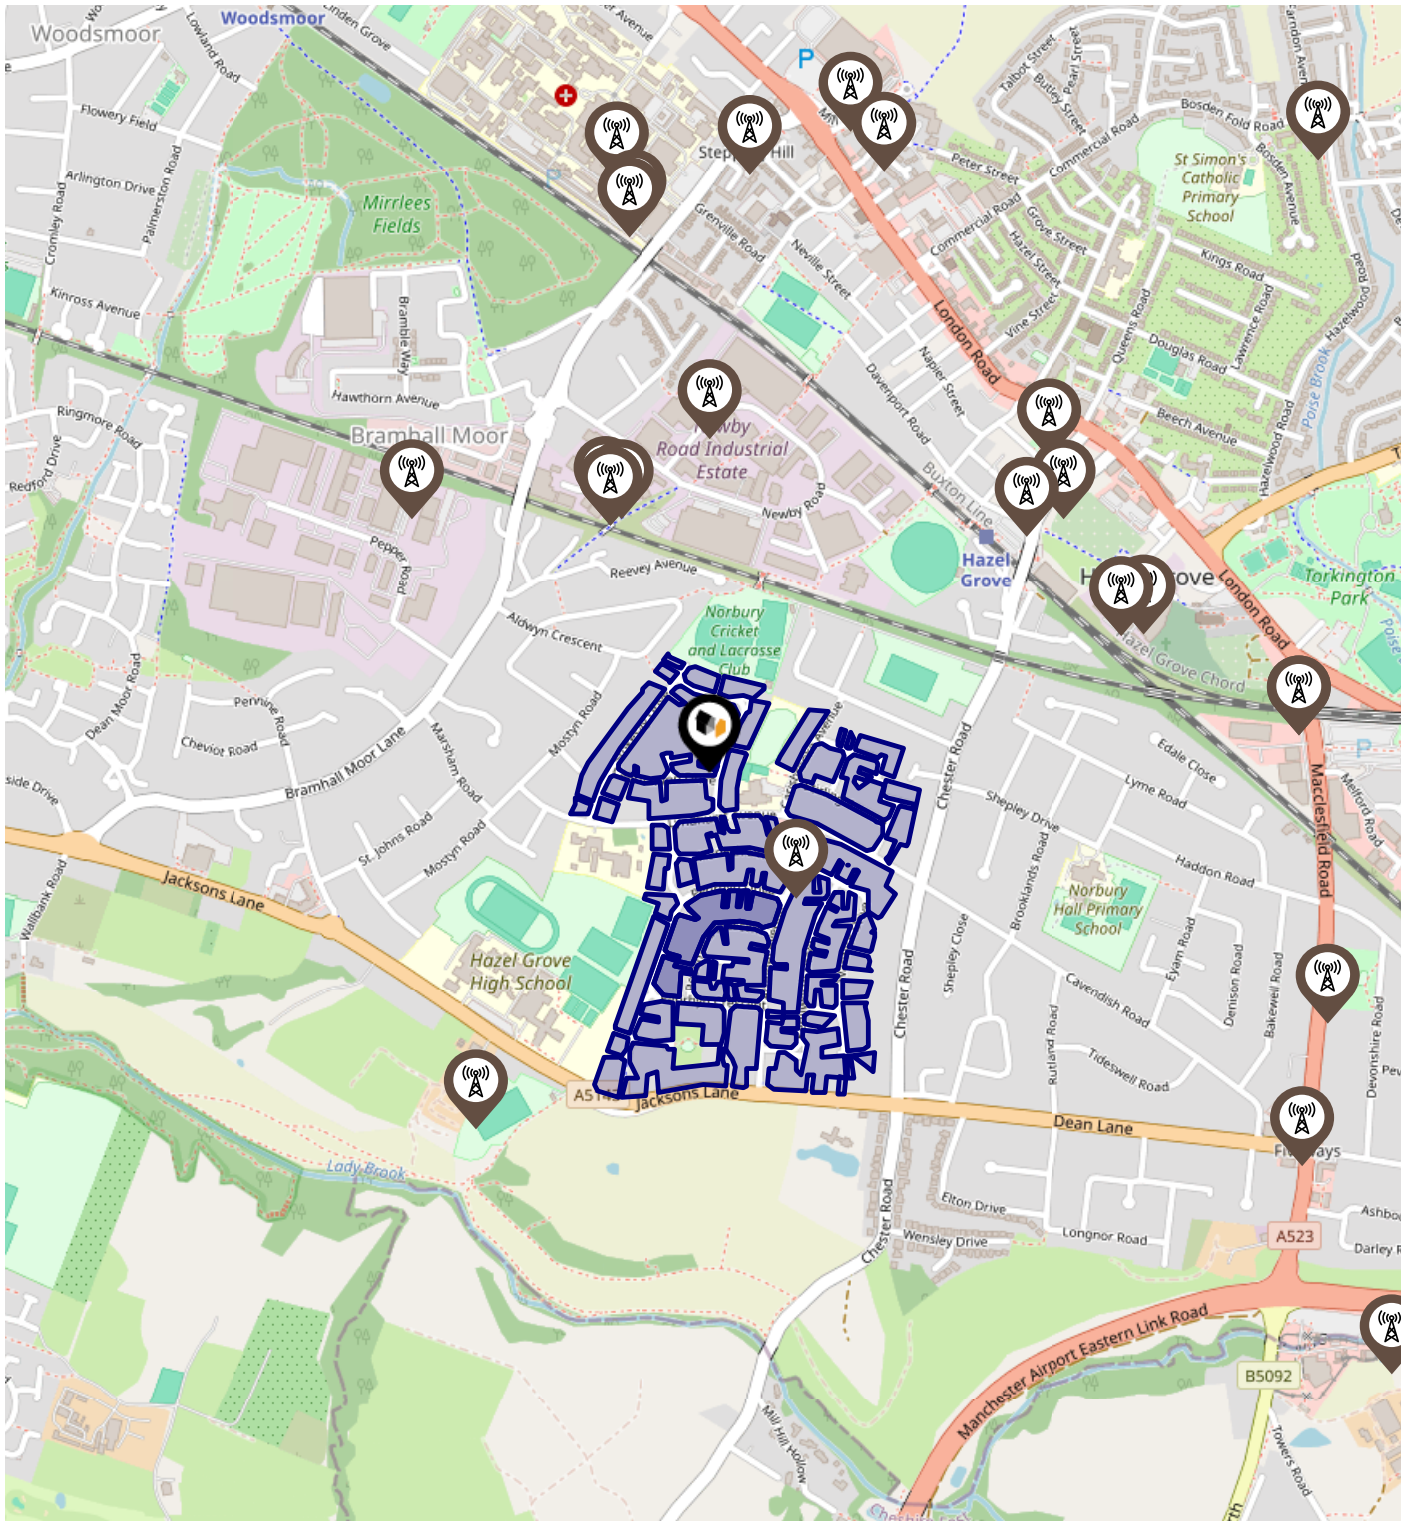 Woodsmoor
Woodsmoor
Linden Grove
Lowland Road
Flowery Field
Arlington Drive
Palmerston Road
Cromley Road
Kinross Avenue
Mirrlees
Fields
Bramble Way
Hawthorn Avenue
Ringmore Road
Redford Drive
Bramhall Moor
Pepper Road
Grenville Road
Neville Street
P
Talbot Street
Butley Street
Pearl Street
Commercial Road
Peter Street
Commercial Road
Grove Street
Hazel Street
Vine Street
Queens Road
Bosden Fold Road
Bosden Avenue
St Simon's
Catholic
Primary
School
Kings Road
Lawrence Road
Douglas Road
Beech Avenue
Hazelwood Road
Hazelwood Road
Poise Brook
London Road
Napier Street
Davenport Road
Buxton Line
Road Industrial
Estate
Newby Road
Hazel
Grove
Hazel Grove Chord
London Road
Torkington
Park
Reevey Avenue
Aldwyn Crescent
Norbury
Cricket
and Lacrosse
Club
Mostyn Road
Dean Moor Road
Pennine Road
Cheviot Road
Bramhall Moor Lane
Marsham Road
St. Johns Road
Mostyn Road
Chester Road
Shepley Drive
Edale Close
Lyme Road
Haddon Road
Macclesfield Road
Melford Road
P
Brooklands Road
Norbury
Hall Primary
School
Wallbank Road
Jacksons Lane
Hazel Grove
High School
Shepley Close
Chester Road
Eyam Road
Denison Road
Bakewell Road
Cavendish Road
Rutland Road
Tideswell Road
Devonshire Road
Jacksons Lane
Dean Lane
Lady Brook
Elton Drive
Wensley Drive
Longnor Road
Chester Road
A523
Manchester Airport Eastern Link Road
B5092
Mill Hill Hollow
Towers Road